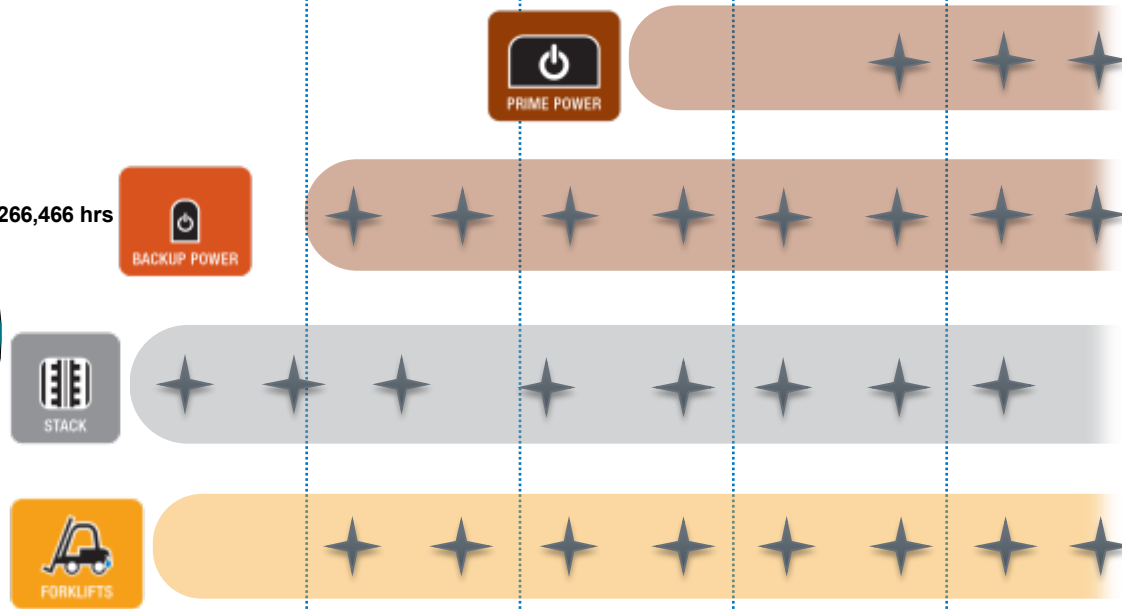 PRIME POWER
266,466 hrs
BACKUP POWER
STACK
FORKLIFTS